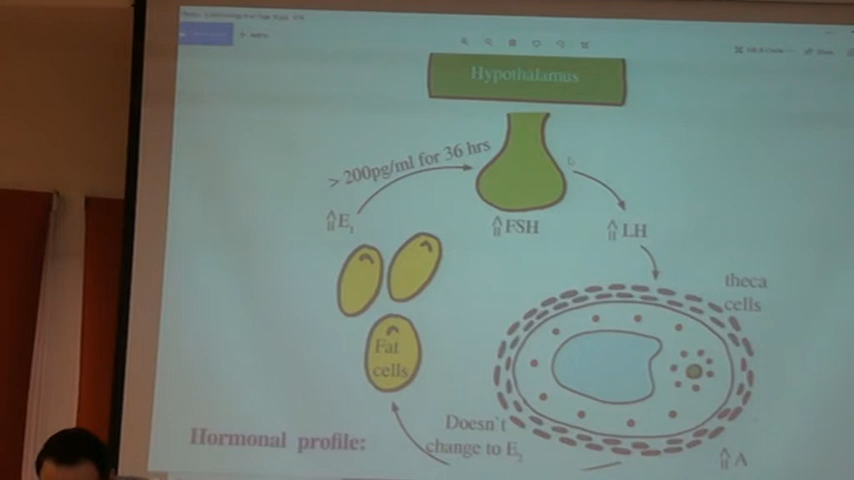 Hypothalamus
> 200pg/ml for 36 hrs
⇑E₁
⇑FSH
⇑LH
theca
cells
Fat
cells
Doesn`t
change to E₂
Hormonal profile:
⇑A